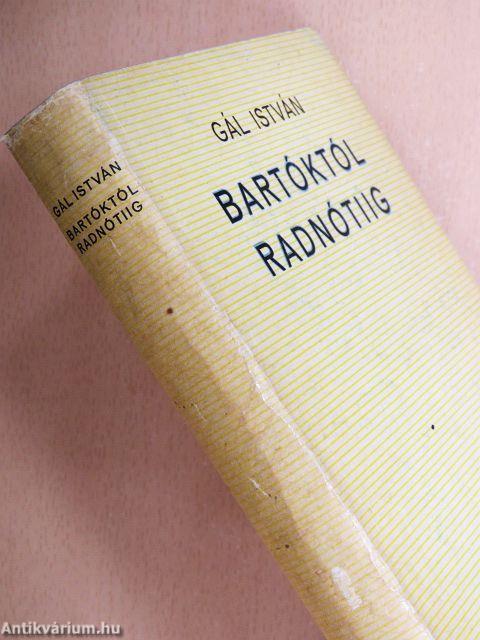 GÁL ISTVÁN
BARTÓKTÓL
RADNÓTIIG
GÁL ISTVÁN
BARTÓKTÓL
RADNÓTIIG
Antikvárium.hu